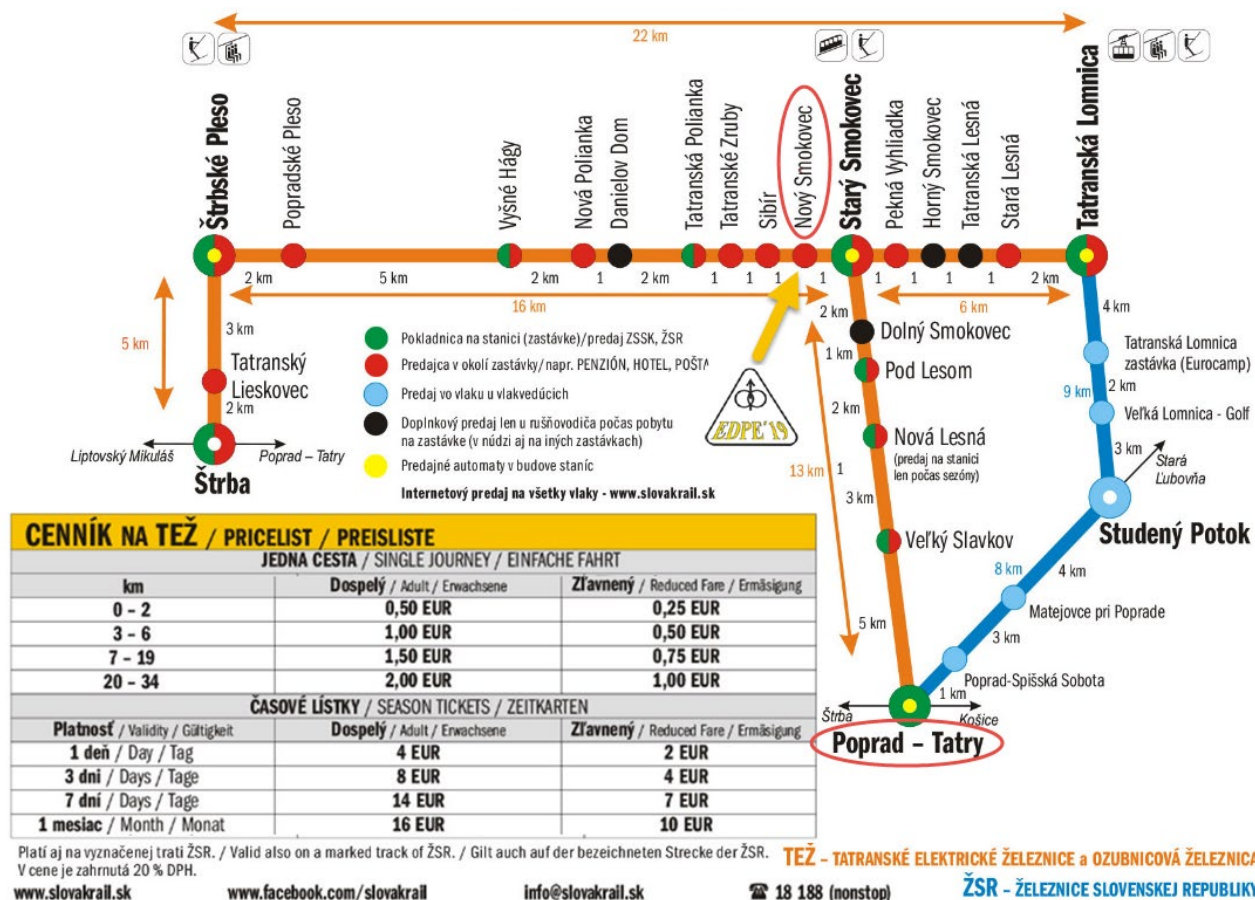 22 km
Štrbské Pleso
Popradské Pleso
Vyšné Hágy
Nová Polianka
Danielov Dom
Tatranská Polianka
Tatranské Zruby
Sibír
Nový Smokovec
Starý Smokovec
Pekná Vyhliadka
Horný Smokovec
Tatranská Lesná
Stará Lesná
Tatranská Lomnica
2 km
5 km
2 km
1
2 km
1
1
1
1
1
1
1
1
2 km
16 km
6 km
5 km
3 km
Tatranský
Lieskovec
2 km
Liptovský Mikuláš
Poprad – Tatry
Štrba
Pokladnica na stanici (zastávke)/predaj ZSSK, ŽSR
Predajca v okolí zastávky/napr. PENZIÓN, HOTEL, POŠTA
Predaj vo vlaku u vlakvedúcich
Doplnkový predaj len u rušňovodiča počas pobytu
na zastávke (v núdzi aj na iných zastávkach)
Predajné automaty v budove staníc
Internetový predaj na všetky vlaky - www.slovakrail.sk
EDPE'19
2 km
Dolný Smokovec
1 km
Pod Lesom
2 km
Nová Lesná
(predaj na stanici
len počas sezóny)
13 km
1
3 km
Veľký Slavkov
5 km
4 km
Tatranská Lomnica
zastávka (Eurocamp)
9 km
2 km
Veľká Lomnica - Golf
3 km
Stará
Ľubovňa
Studený Potok
8 km
4 km
Matejovce pri Poprade
3 km
Poprad-Spišská Sobota
1 km
Štrba
Košice
Poprad – Tatry
CENNÍK NA TEŽ / PRICELIST / PREISLISTE
JEDNA CESTA / SINGLE JOURNEY / EINFACHE FAHRT
km Dospelý / Adult / Erwachsene Zľavnený / Reduced Fare / Ermäsigung
0 – 2 0,50 EUR 0,25 EUR
3 – 6 1,00 EUR 0,50 EUR
7 – 19 1,50 EUR 0,75 EUR
20 – 34 2,00 EUR 1,00 EUR
ČASOVÉ LÍSTKY / SEASON TICKETS / ZEITKARTEN
Platnosť / Validity / Gültigkeit Dospelý / Adult / Erwachsene Zľavnený / Reduced Fare / Ermäsigung
1 deň / Day / Tag 4 EUR 2 EUR
3 dni / Days / Tage 8 EUR 4 EUR
7 dní / Days / Tage 14 EUR 7 EUR
1 mesiac / Month / Monat 16 EUR 10 EUR
Platí aj na vyznačenej trati ŽSR. / Valid also on a marked track of ŽSR. / Gilt auch auf der bezeichneten Strecke der ŽSR.
V cene je zahrnutá 20 % DPH.
www.slovakrail.sk www.facebook.com/slovakrail info@slovakrail.sk ☎ 18 188 (nonstop)
TEŽ – TATRANSKÉ ELEKTRICKÉ ŽELEZNICE a OZUBNICOVÁ ŽELEZNICA
ŽSR – ŽELEZNICE SLOVENSKEJ REPUBLIKY